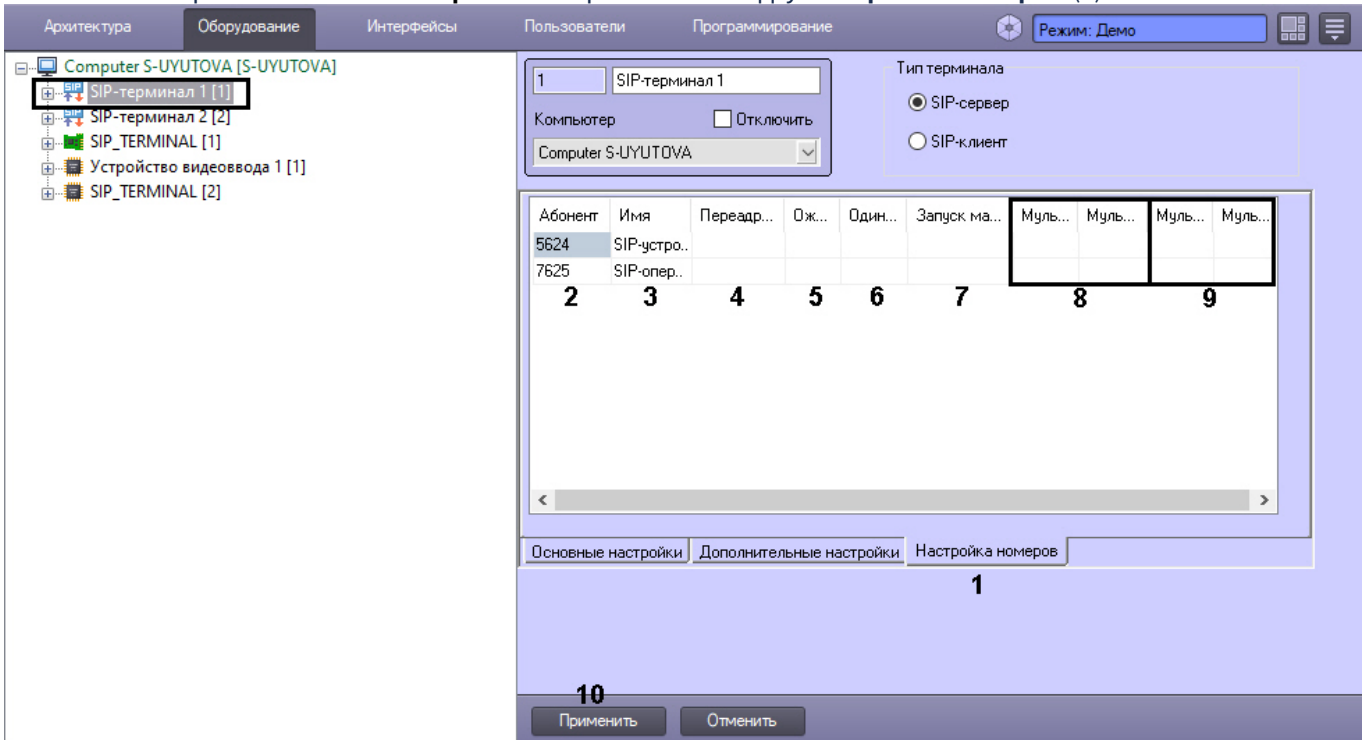 Архитектура Оборудование Интерфейсы Пользователи Программирование Режим: Демо
Computer S-UYUTOVA [S-UYUTOVA]
SIP-терминал 1 [1]
SIP-терминал 2 [2]
SIP_TERMINAL [1]
Устройство видеоввода 1 [1]
SIP_TERMINAL [2]
1 SIP-терминал 1
Компьютер Отключить
Computer S-UYUTOVA
Тип терминала
SIP-сервер
SIP-клиент
Абонент Имя Переадр... Ож... Один... Запуск ма... Муль... Муль... Муль... Муль...
5624 SIP-устро..
7625 SIP-опер..
2 3 4 5 6 7 8 9
Основные настройки Дополнительные настройки Настройка номеров
1
10
Применить Отменить